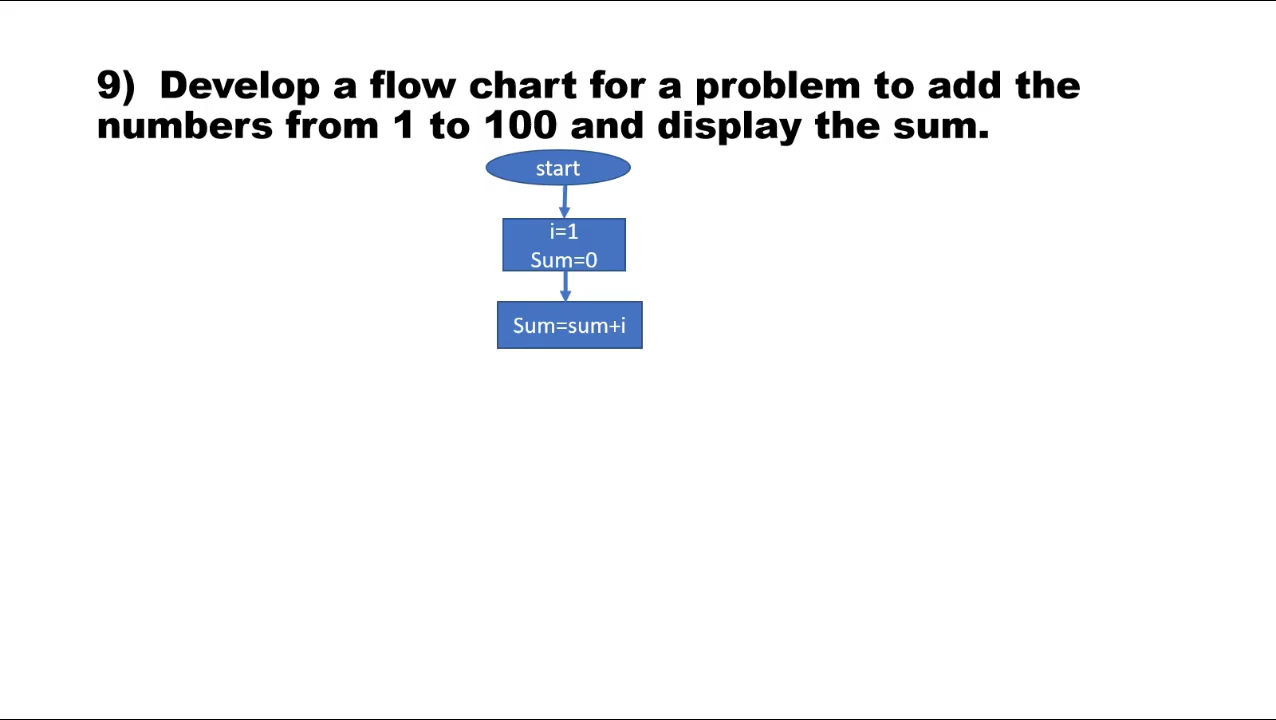 9) Develop a flow chart for a problem to add the
numbers from 1 to 100 and display the sum.
start
i=1
Sum=0
Sum=sum+i